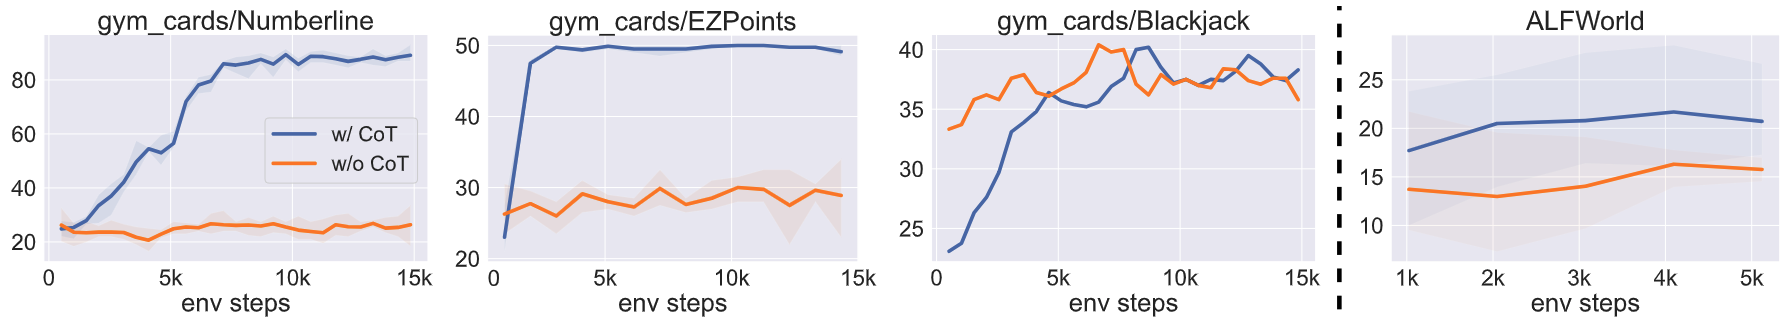 gym_cards/Numberline
80
60
40
20
0
5k
10k
15k
env steps
w/ CoT
w/o CoT
gym_cards/EZPoints
50
40
30
20
0
5k
10k
15k
env steps
gym_cards/Blackjack
40
35
30
25
0
5k
10k
15k
env steps
ALFWorld
25
20
15
10
1k
2k
3k
4k
5k
env steps